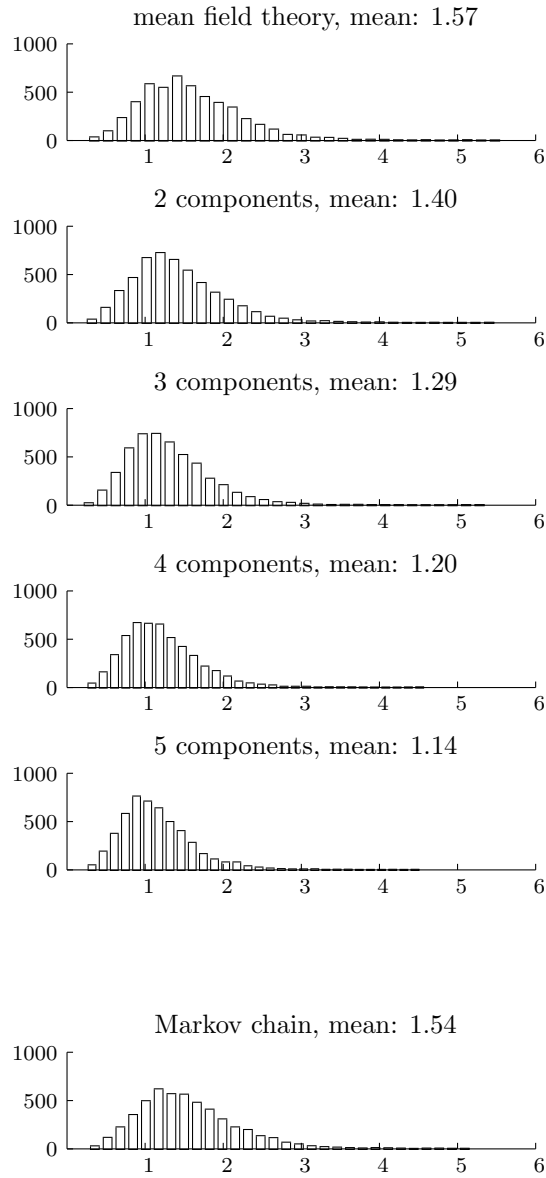 mean field theory, mean: 1.57
1000
500
0
1 2 3 4 5 6
2 components, mean: 1.40
1000
500
0
1 2 3 4 5 6
3 components, mean: 1.29
1000
500
0
1 2 3 4 5 6
4 components, mean: 1.20
1000
500
0
1 2 3 4 5 6
5 components, mean: 1.14
1000
500
0
1 2 3 4 5 6
Markov chain, mean: 1.54
1000
500
0
1 2 3 4 5 6